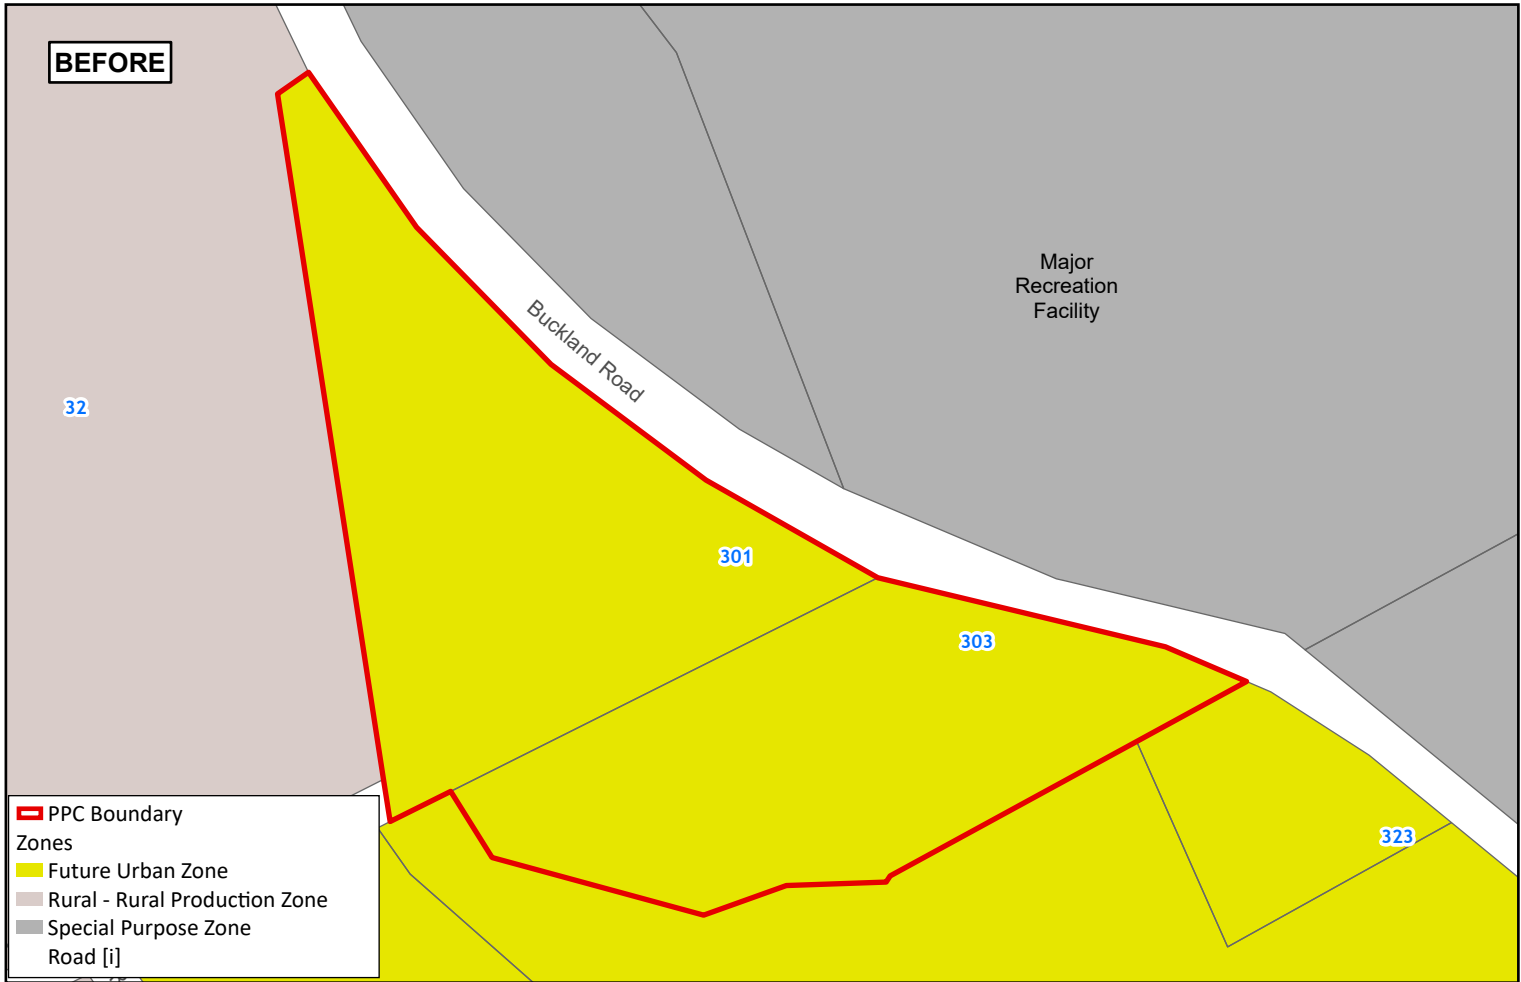 BEFORE
Major
Recreation
Facility
Buckland Road
32
301
303
323
PPC Boundary
Zones
Future Urban Zone
Rural - Rural Production Zone
Special Purpose Zone
Road [i]